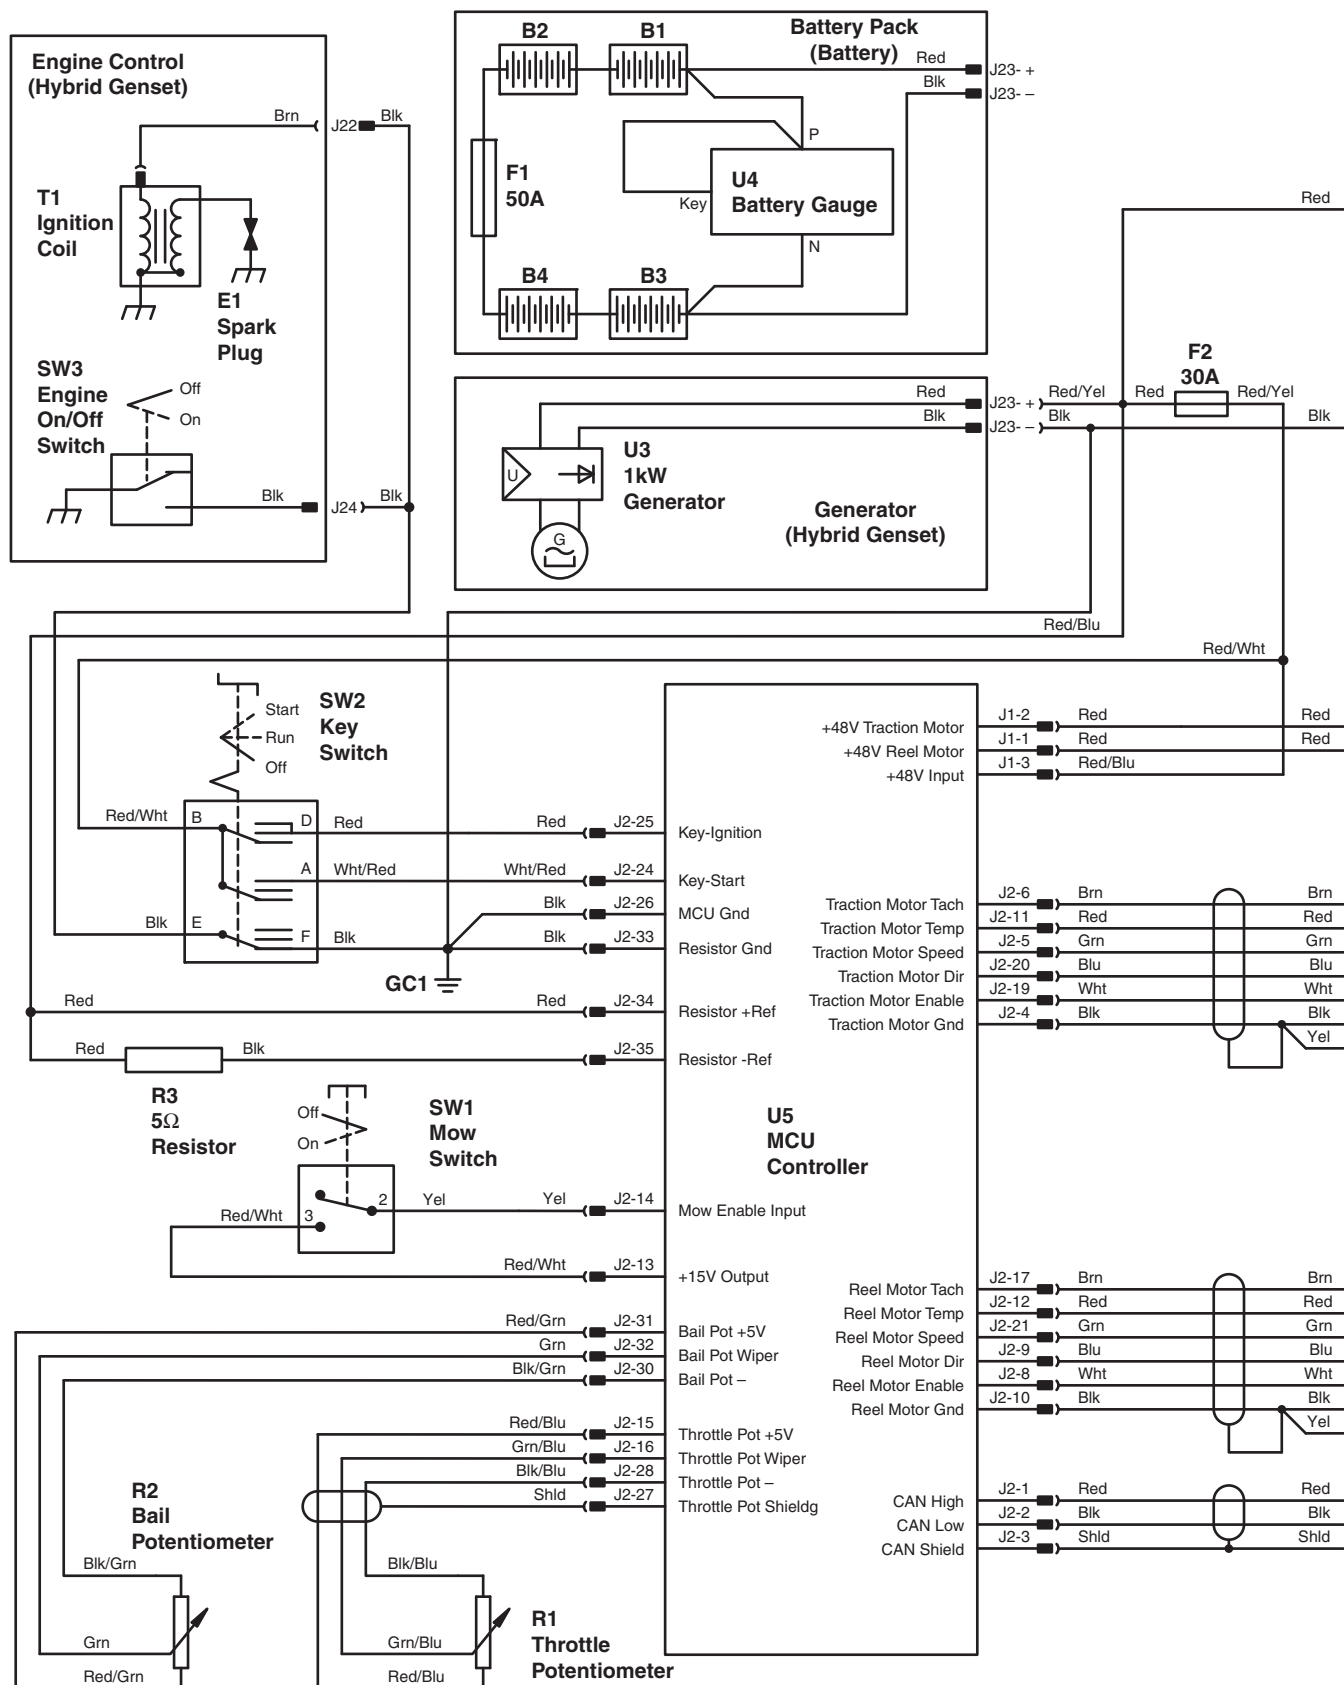 Engine Control
(Hybrid Genset)
Brn
J22
Blk
T1
Ignition
Coil
E1
Spark
Plug
SW3
Engine
On/Off
Switch
Off
On
Blk
J24
Blk
B2
B1
Battery Pack
(Battery)
Red
J23- +
Blk
J23- –
P
F1
50A
U4
Battery Gauge
Key
N
B4
B3
Red
F2
30A
Red
J23- +
Red/Yel
Red
Red/Yel
Blk
J23- –
Blk
Blk
U
U3
1kW
Generator
G
Generator
(Hybrid Genset)
Red/Blu
Red/Wht
SW2
Key
Switch
Start
Run
Off
Red/Wht
B
D
Red
Red
J2-25
Key-Ignition
A
Wht/Red
Wht/Red
J2-24
Key-Start
Blk
J2-26
MCU Gnd
Blk
E
F
Blk
Blk
J2-33
Resistor Gnd
GC1
Red
Red
J2-34
Resistor +Ref
Red
Blk
J2-35
Resistor -Ref
R3
5Ω
Resistor
Off
On
SW1
Mow
Switch
Red/Wht
3
2
Yel
Yel
J2-14
Mow Enable Input
Red/Wht
J2-13
+15V Output
Red/Grn
J2-31
Bail Pot +5V
Grn
J2-32
Bail Pot Wiper
Blk/Grn
J2-30
Bail Pot –
Red/Blu
J2-15
Throttle Pot +5V
Grn/Blu
J2-16
Throttle Pot Wiper
Blk/Blu
J2-28
Throttle Pot –
Shld
J2-27
Throttle Pot Shieldg
R2
Bail
Potentiometer
Blk/Grn
Grn
Red/Grn
Blk/Blu
Grn/Blu
Red/Blu
R1
Throttle
Potentiometer
U5
MCU
Controller
+48V Traction Motor
J1-2
Red
Red
+48V Reel Motor
J1-1
Red
Red
+48V Input
J1-3
Red/Blu
Traction Motor Tach
J2-6
Brn
Brn
Traction Motor Temp
J2-11
Red
Red
Traction Motor Speed
J2-5
Grn
Grn
Traction Motor Dir
J2-20
Blu
Blu
Traction Motor Enable
J2-19
Wht
Wht
Traction Motor Gnd
J2-4
Blk
Blk
Yel
Reel Motor Tach
J2-17
Brn
Brn
Reel Motor Temp
J2-12
Red
Red
Reel Motor Speed
J2-21
Grn
Grn
Reel Motor Dir
J2-9
Blu
Blu
Reel Motor Enable
J2-8
Wht
Wht
Reel Motor Gnd
J2-10
Blk
Blk
Yel
CAN High
J2-1
Red
Red
CAN Low
J2-2
Blk
Blk
CAN Shield
J2-3
Shld
Shld